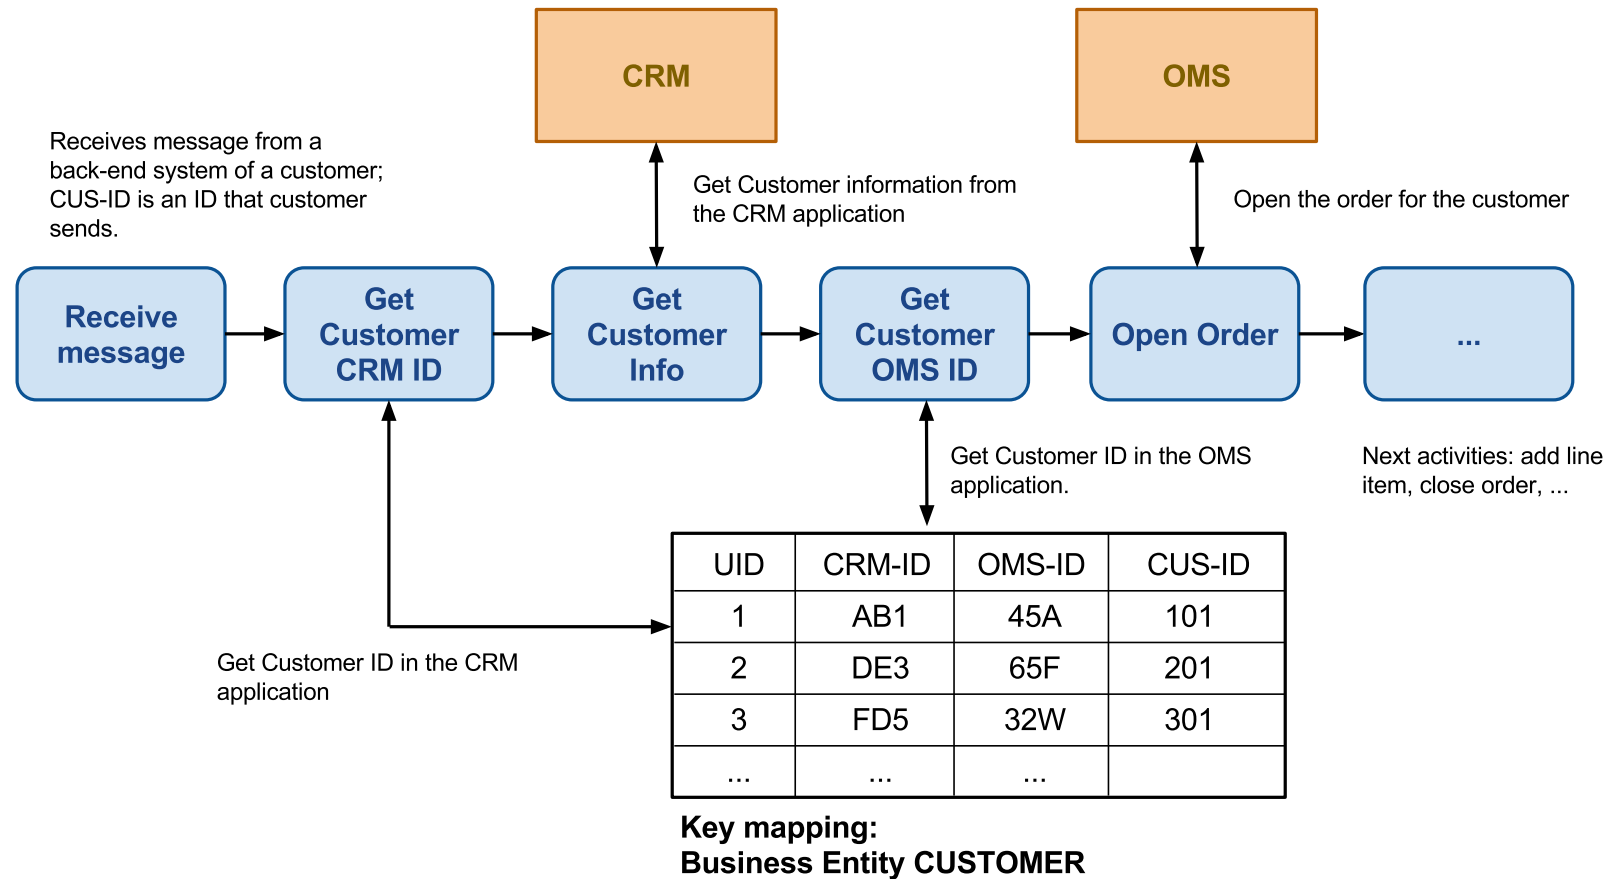 CRM
OMS
Receives message from a
back-end system of a customer;
CUS-ID is an ID that customer
sends.
Get Customer information from
the CRM application
Open the order for the customer
Receive
message
Get
Customer
CRM ID
Get
Customer
Info
Get
Customer
OMS ID
Open Order
...
Get Customer ID in the OMS
application.
Next activities: add line
item, close order, ...
Get Customer ID in the CRM
application
UID CRM-ID OMS-ID CUS-ID
1 AB1 45A 101
2 DE3 65F 201
3 FD5 32W 301
... ... ...
Key mapping:
Business Entity CUSTOMER